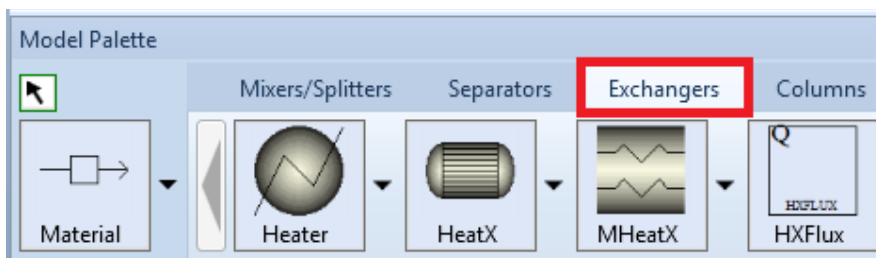 Model Palette
Mixers/Splitters Separators Exchangers Columns
Q
HXFLUX
Material Heater HeatX MHeatX HXFlux